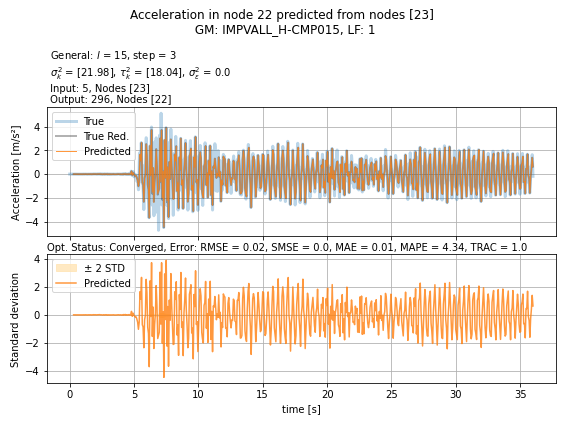 Acceleration in node 22 predicted from nodes [23]
GM: IMPVALL_H-CMP015, LF: 1
General: l = 15, step = 3
σ²ₖ = [21.98], τ²ₖ = [18.04], σ²ε = 0.0
Input: 5, Nodes [23]
Output: 296, Nodes [22]
True
True Red.
Predicted
Acceleration [m/s²]
4
2
0
−2
−4
Opt. Status: Converged, Error: RMSE = 0.02, SMSE = 0.0, MAE = 0.01, MAPE = 4.34, TRAC = 1.0
± 2 STD
Predicted
Standard deviation
4
2
0
−2
−4
0 5 10 15 20 25 30 35
time [s]